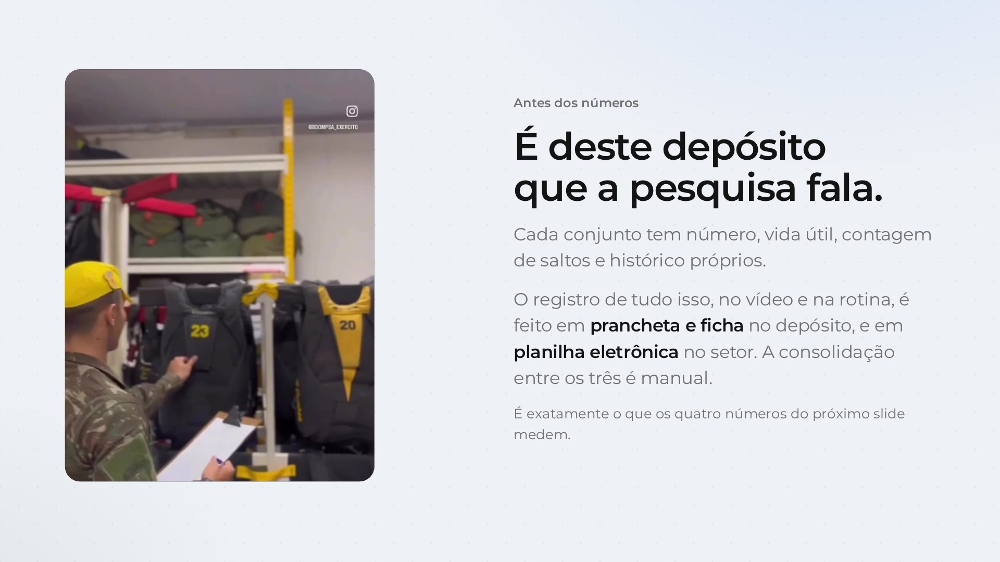 @BDOMPSA_EXERCITO
23
20
Antes dos números
É deste depósito
que a pesquisa fala.
Cada conjunto tem número, vida útil, contagem
de saltos e histórico próprios.
O registro de tudo isso, no vídeo e na rotina, é
feito em prancheta e ficha no depósito, e em
planilha eletrônica no setor. A consolidação
entre os três é manual.
É exatamente o que os quatro números do próximo slide
medem.